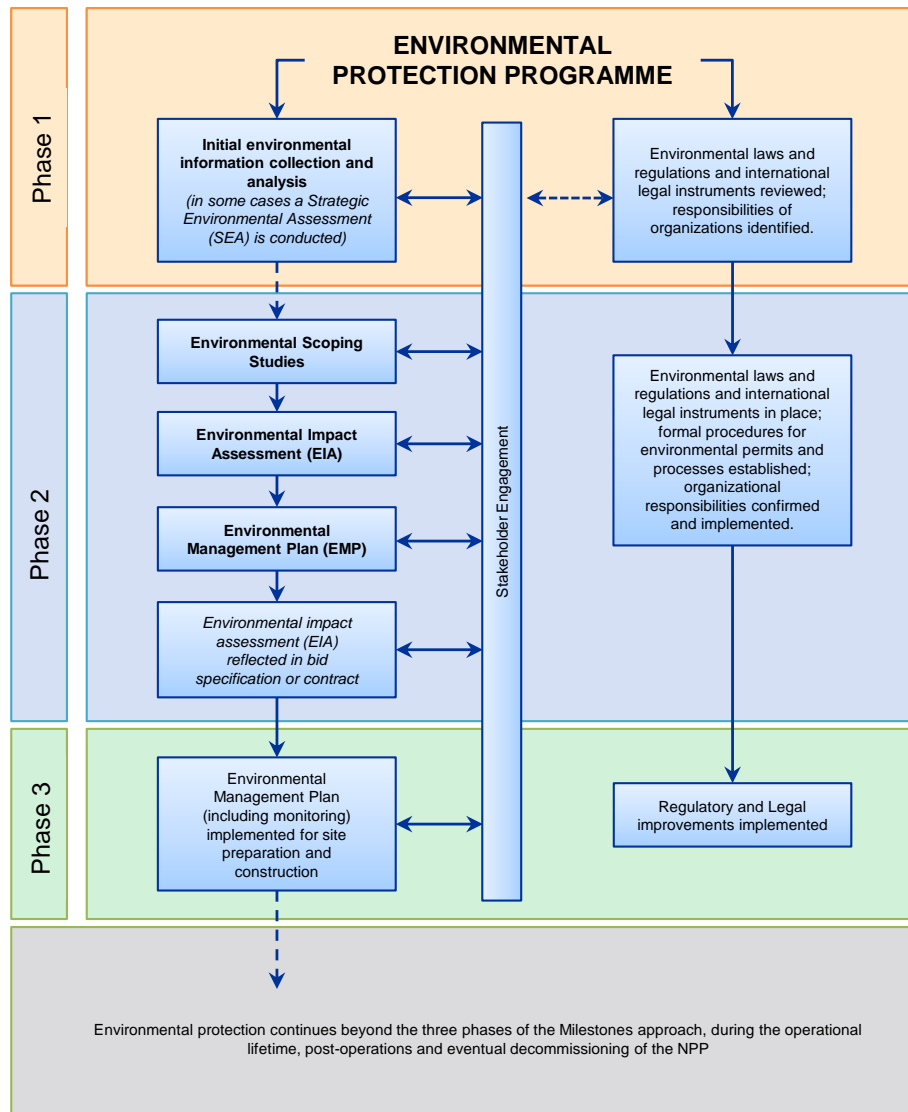 ENVIRONMENTAL
PROTECTION PROGRAMME
Phase 1
Initial environmental
information collection and
analysis
(in some cases a Strategic
Environmental Assessment
(SEA) is conducted)
Environmental laws and
regulations and international
legal instruments reviewed;
responsibilities of
organizations identified.
Stakeholder Engagement
Phase 2
Environmental Scoping
Studies
Environmental Impact
Assessment (EIA)
Environmental
Management Plan (EMP)
Environmental impact
assessment (EIA)
reflected in bid
specification or contract
Environmental laws and
regulations and international
legal instruments in place;
formal procedures for
environmental permits and
processes established;
organizational
responsibilities confirmed
and implemented.
Phase 3
Environmental
Management Plan
(including monitoring)
implemented for site
preparation and
construction
Regulatory and Legal
improvements implemented
Environmental protection continues beyond the three phases of the Milestones approach, during the operational
lifetime, post-operations and eventual decommissioning of the NPP